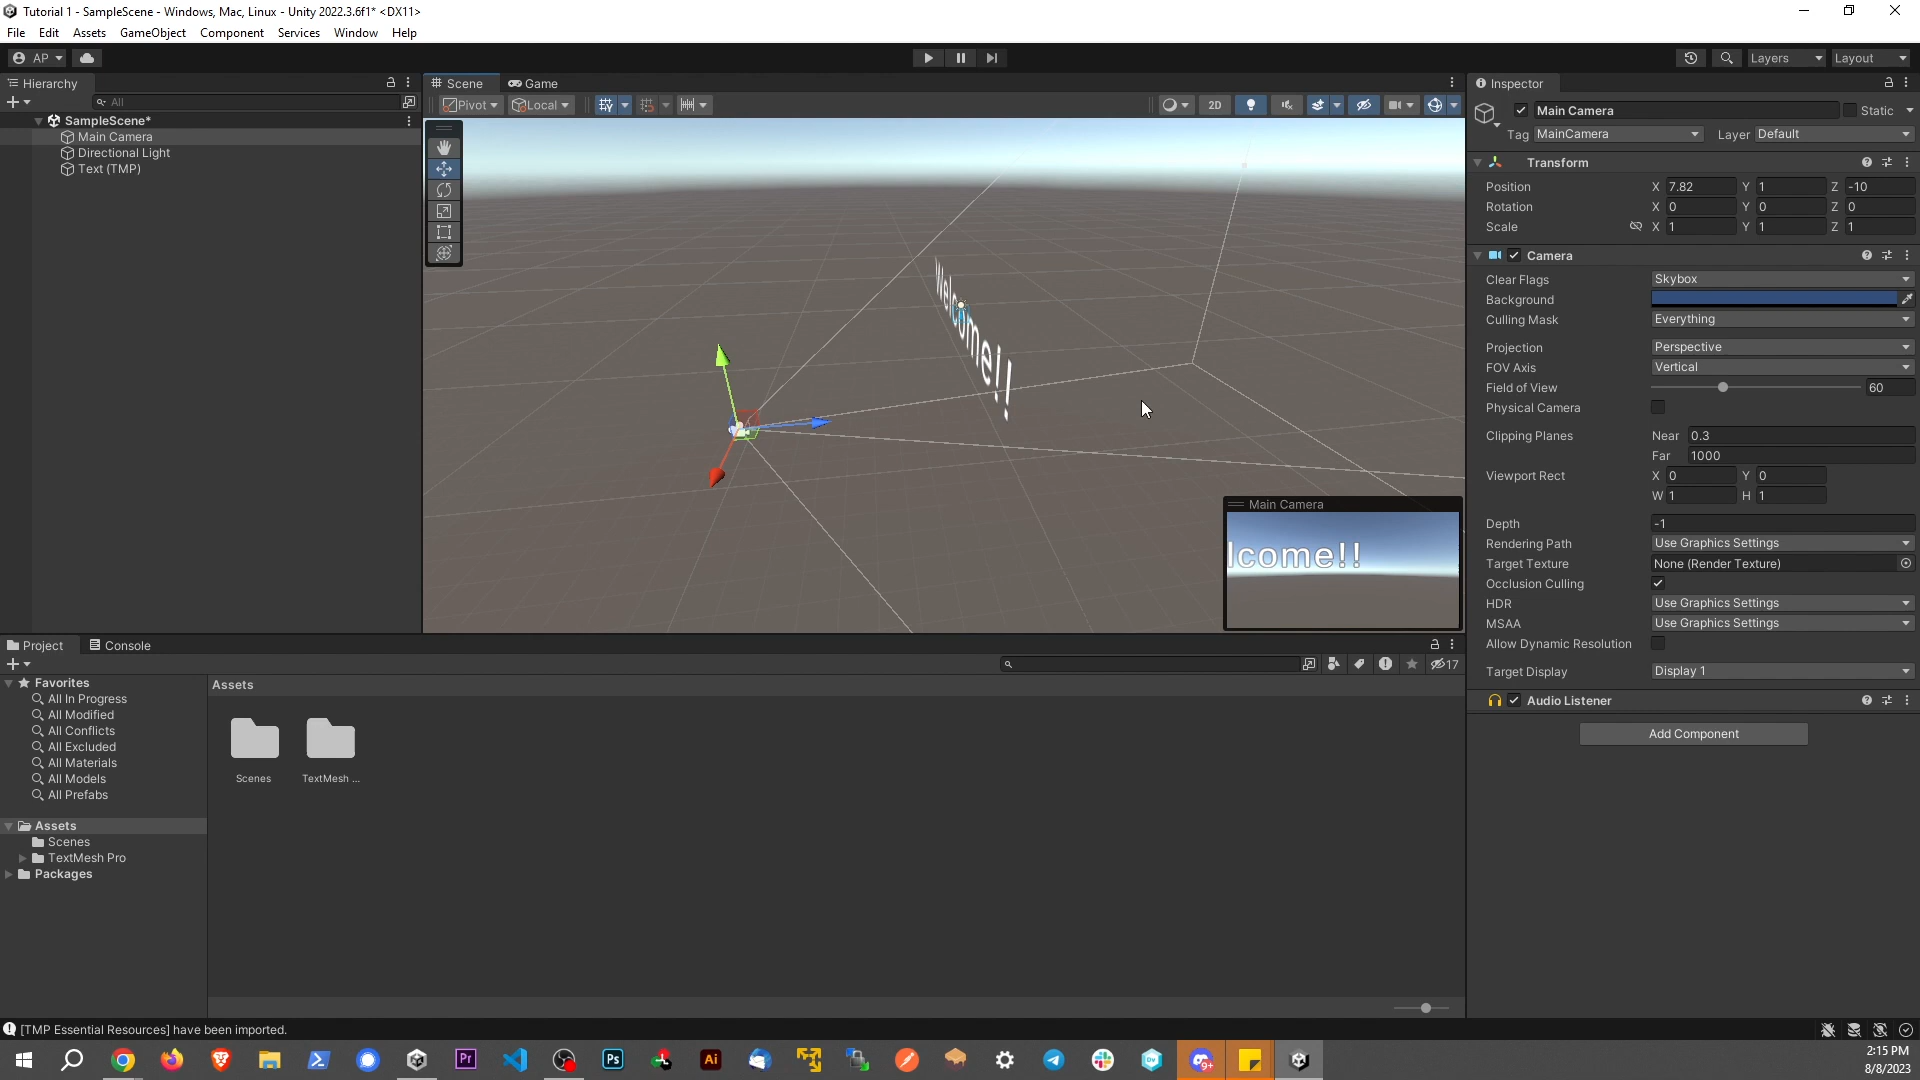 Tutorial 1 - SampleScene - Windows, Mac, Linux - Unity 2022.3.6f1* <DX11>
File Edit Assets GameObject Component Services Window Help
AP Layers Layout
Hierarchy
All
SampleScene*
Main Camera
Directional Light
Text (TMP)
Scene Game
Pivot Local 2D
Welcome!!
Main Camera
lcome!!
Inspector
Main Camera Static
Tag MainCamera Layer Default
Transform
Position X 7.82 Y 1 Z -10
Rotation X 0 Y 0 Z 0
Scale X 1 Y 1 Z 1
Camera
Clear Flags Skybox
Background
Culling Mask Everything
Projection Perspective
FOV Axis Vertical
Field of View 60
Physical Camera
Clipping Planes Near 0.3
Far 1000
Viewport Rect X 0 Y 0
W 1 H 1
Depth -1
Rendering Path Use Graphics Settings
Target Texture None (Render Texture)
Occlusion Culling
HDR Use Graphics Settings
MSAA Use Graphics Settings
Allow Dynamic Resolution
Target Display Display 1
Audio Listener
Add Component
Project Console
17
Favorites
All In Progress
All Modified
All Conflicts
All Excluded
All Materials
All Models
All Prefabs
Assets
Scenes
TextMesh Pro
Packages
Assets
Scenes TextMesh ...
[TMP Essential Resources] have been imported.
Pr Ps Ai Dv 9+
2:15 PM
8/8/2023